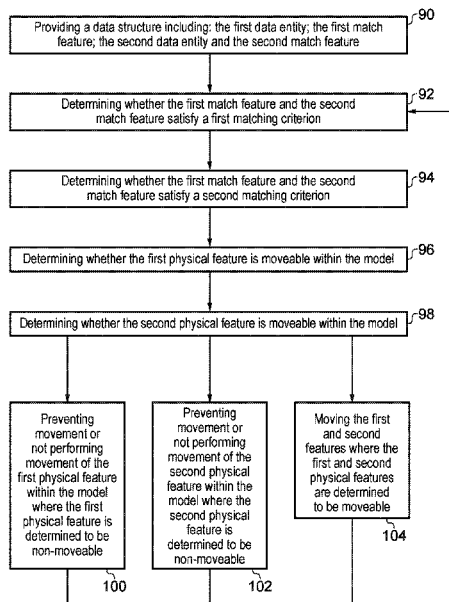 90
Providing a data structure including: the first data entity; the first match
feature; the second data entity and the second match feature
92
Determining whether the first match feature and the second
match feature satisfy a first matching criterion
94
Determining whether the first match feature and the second
match feature satisfy a second matching criterion
96
Determining whether the first physical feature is moveable within the model
98
Determining whether the second physical feature is moveable within the model
Preventing
movement or
not performing
movement of the
first physical feature
within the model
where the first
physical feature is
determined to be
non-moveable
100
Preventing
movement or
not performing
movement of the
second physical
feature within the
model where the
second physical
feature is
determined to be
non-moveable
102
Moving the first
and second
features where the
first and second
physical features
are determined
to be moveable
104